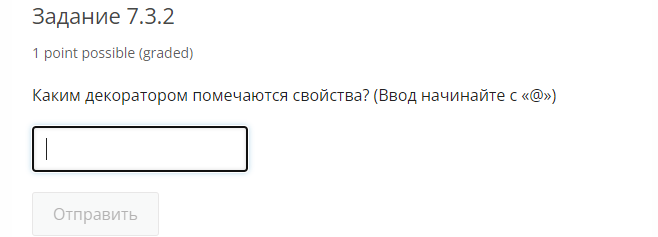 Задание 7.3.2
1 point possible (graded)
Каким декоратором помечаются свойства? (Ввод начинайте с «@»)
Отправить